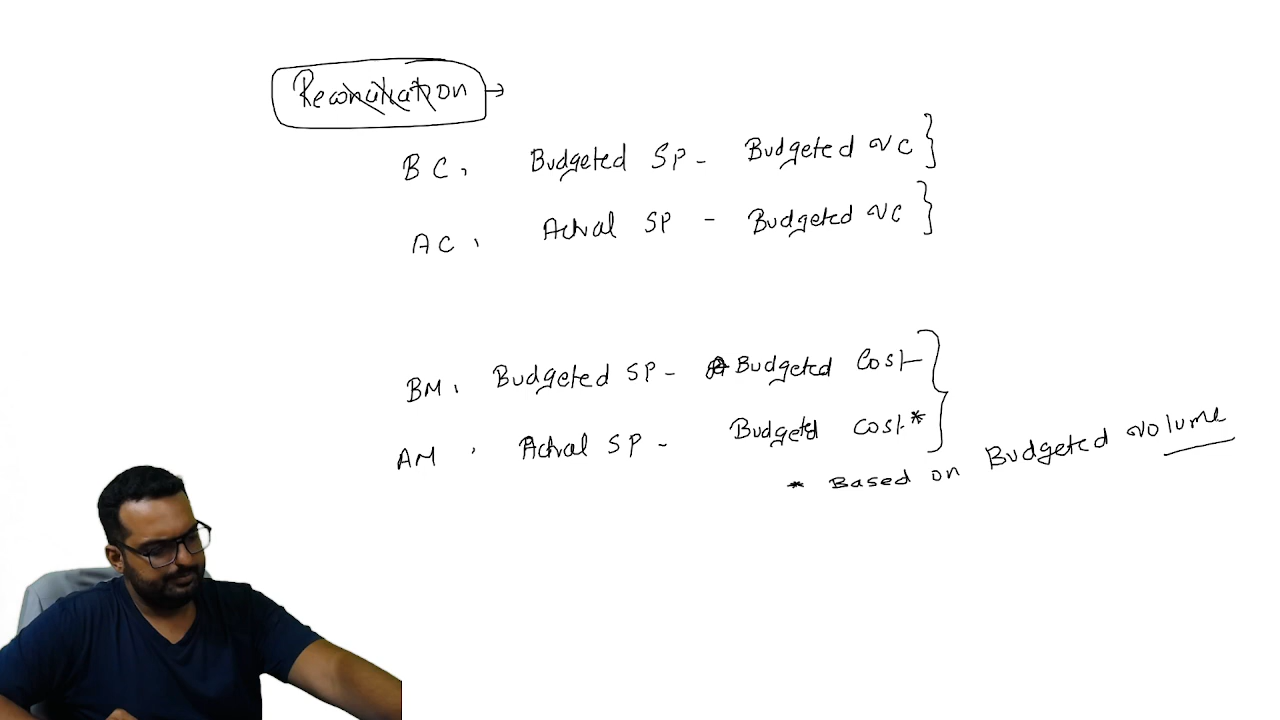 Reconciliation →
BC, Budgeted SP - Budgeted VC }
AC, Actual SP - Budgeted VC }
BM, Budgeted SP - Budgeted Cost
AM, Actual SP - Budgeted Cost*
* Based on Budgeted volume